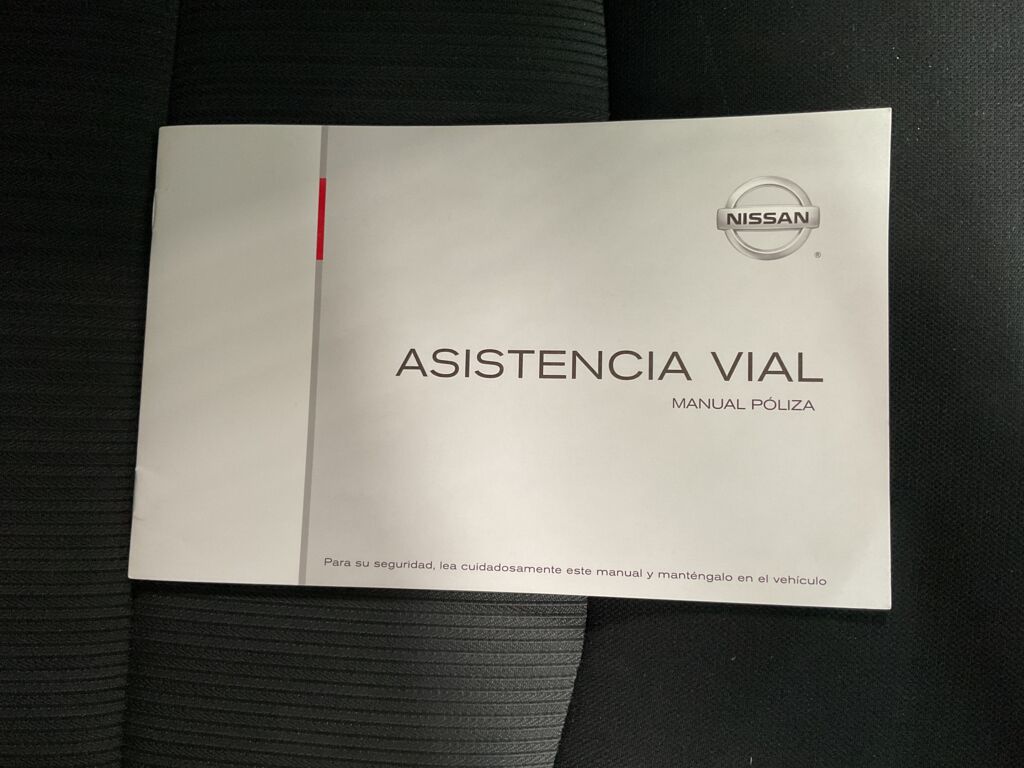 NISSAN
®
ASISTENCIA VIAL
MANUAL PÓLIZA
Para su seguridad, lea cuidadosamente este manual y manténgalo en el vehículo